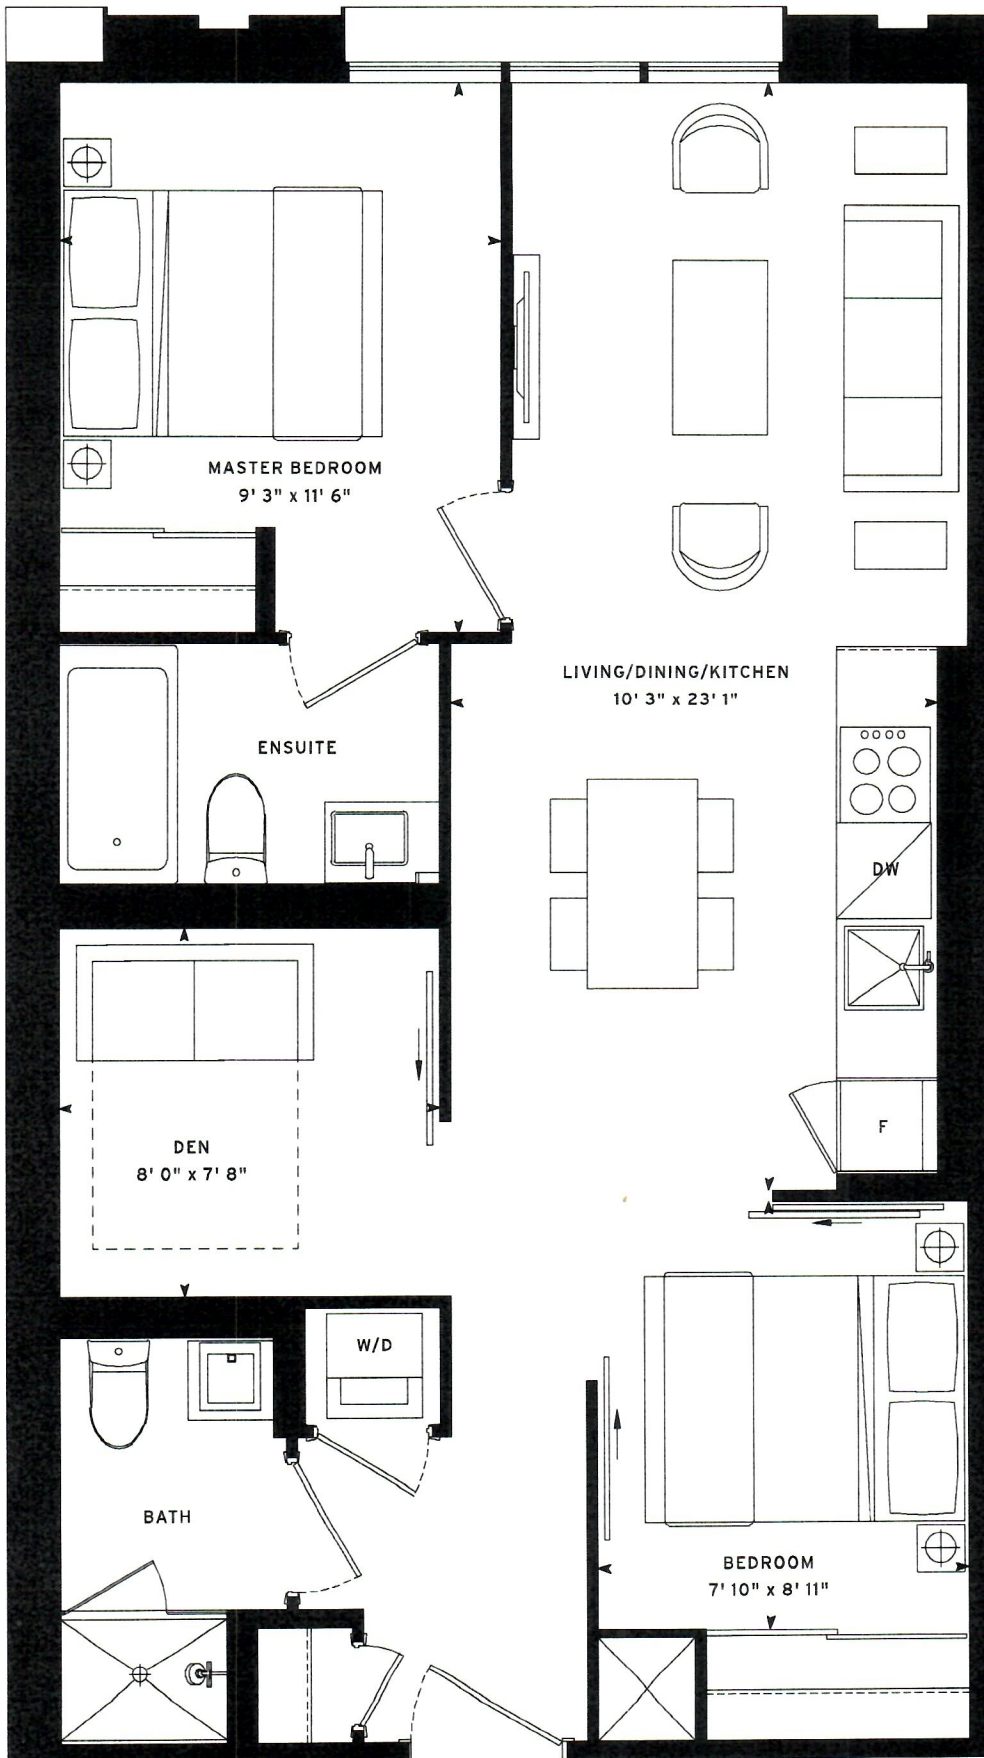 MASTER BEDROOM
9' 3" x 11' 6"
LIVING/DINING/KITCHEN
10' 3" x 23' 1"
ENSUITE
DW
F
DEN
8' 0" x 7' 8"
W/D
BATH
BEDROOM
7' 10" x 8' 11"